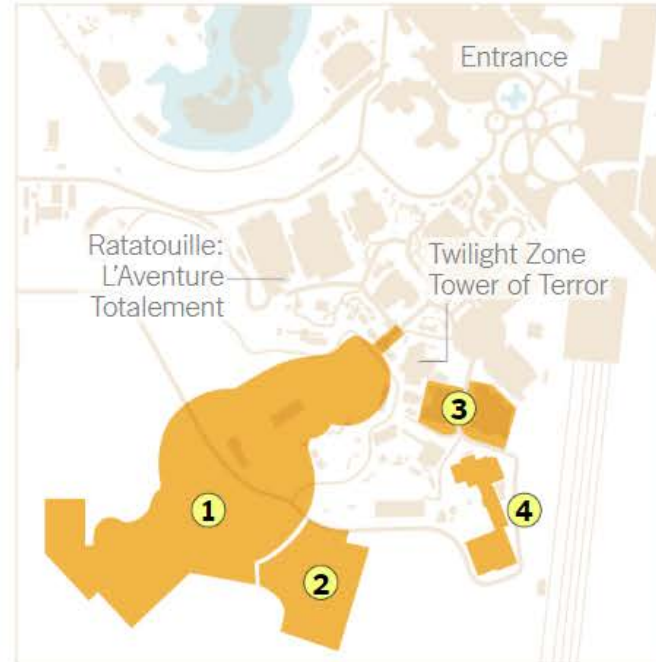 Entrance
Ratatouille:
L'Aventure
Totalement
Twilight Zone
Tower of Terror
3
1
4
2